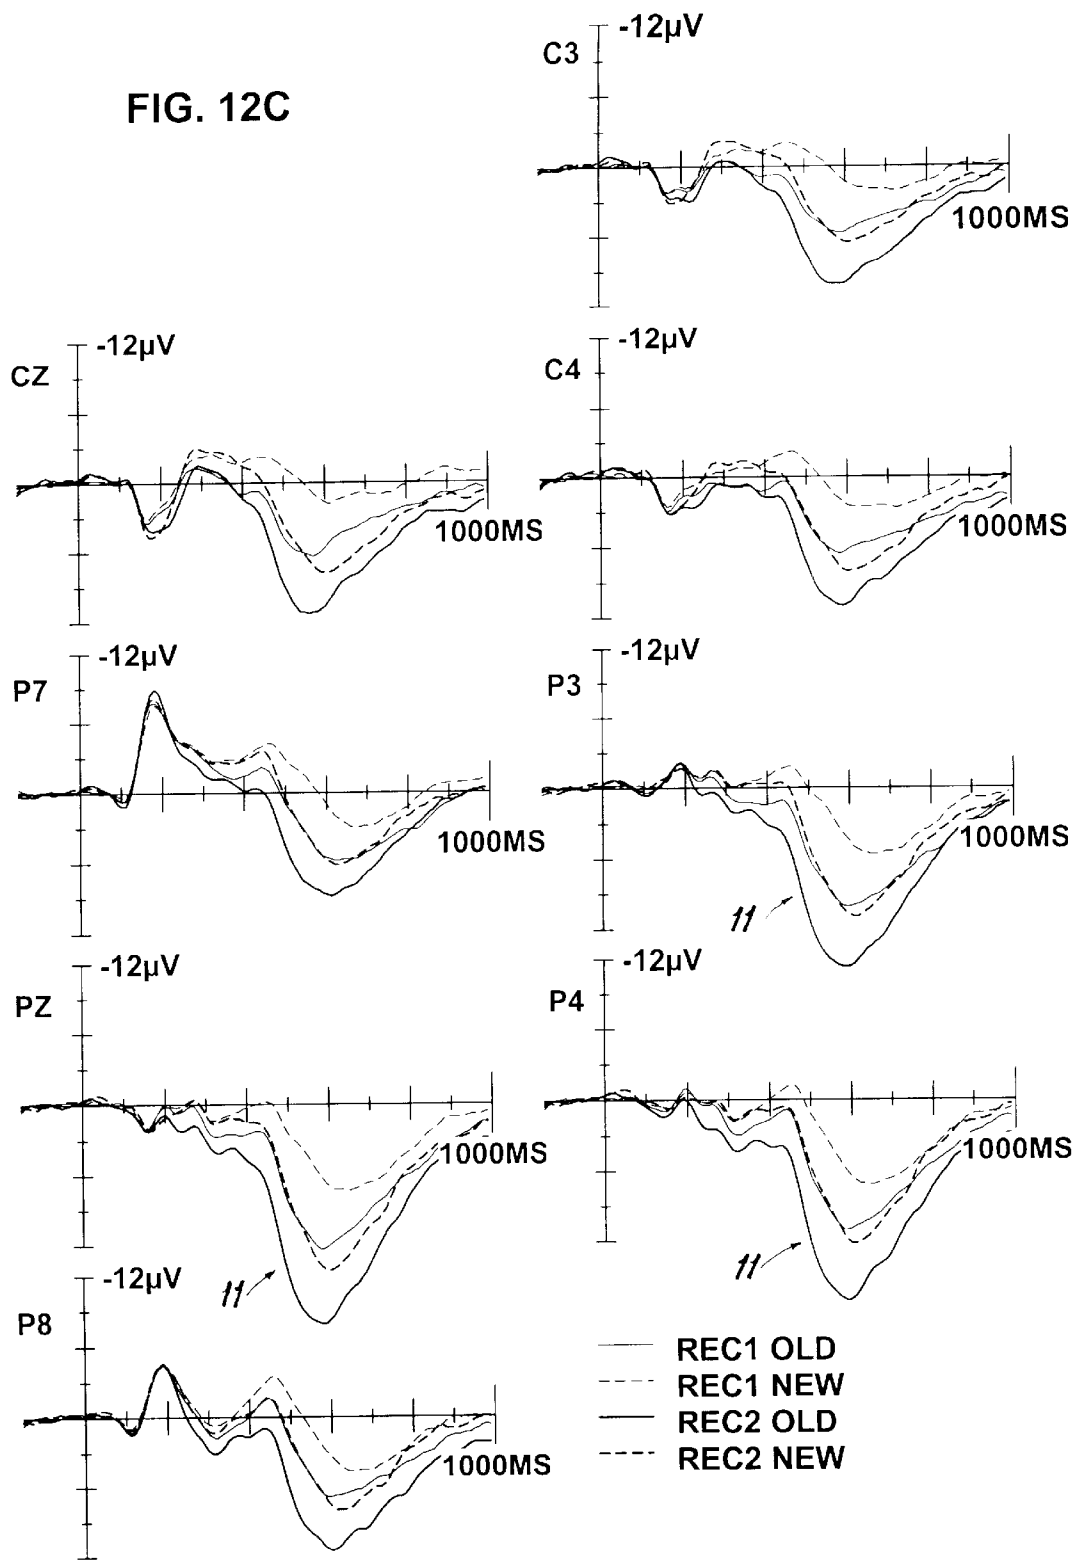 FIG. 12C
C3
-12µV
1000MS
CZ
-12µV
1000MS
C4
-12µV
1000MS
P7
-12µV
1000MS
P3
-12µV
1000MS
11
PZ
-12µV
1000MS
11
P4
-12µV
1000MS
11
P8
-12µV
1000MS
REC1 OLD
REC1 NEW
REC2 OLD
REC2 NEW